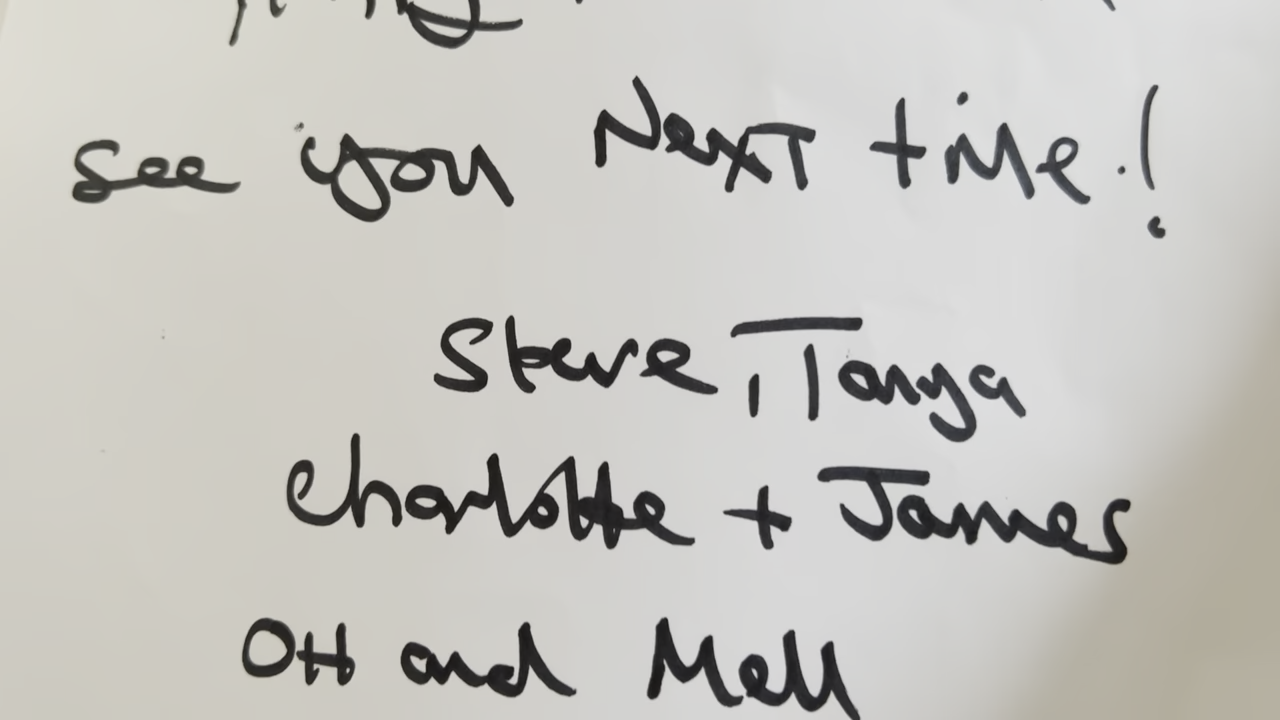 See you Next time!
Steve, Tanya
Charlotte + James
Ott and Mell